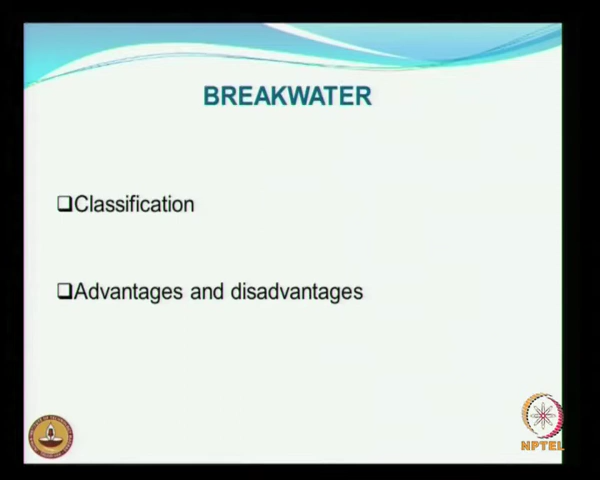 BREAKWATER
❑Classification
❑Advantages and disadvantages
NPTEL